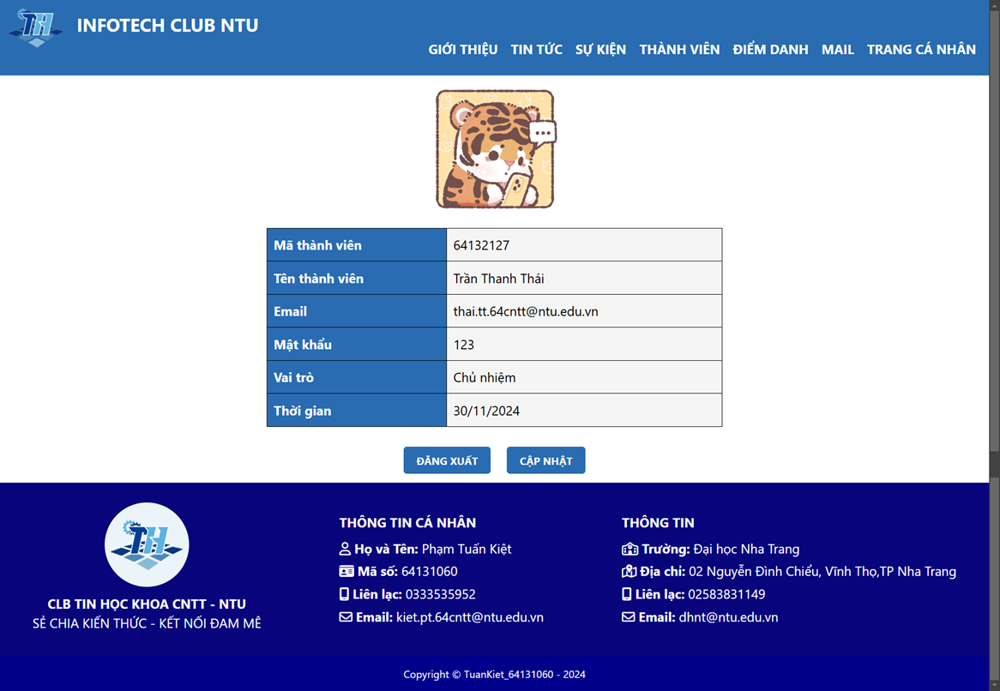 TH
INFOTECH CLUB NTU
GIỚI THIỆU TIN TỨC SỰ KIỆN THÀNH VIÊN ĐIỂM DANH MAIL TRANG CÁ NHÂN
Mã thành viên 64132127
Tên thành viên Trần Thanh Thái
Email thai.tt.64cntt@ntu.edu.vn
Mật khẩu 123
Vai trò Chủ nhiệm
Thời gian 30/11/2024
ĐĂNG XUẤT CẬP NHẬT
TH
CLB TIN HỌC KHOA CNTT - NTU
SẺ CHIA KIẾN THỨC - KẾT NỐI ĐAM MÊ
THÔNG TIN CÁ NHÂN
Họ và Tên: Phạm Tuấn Kiệt
Mã số: 64131060
Liên lạc: 0333535952
Email: kiet.pt.64cntt@ntu.edu.vn
THÔNG TIN
Trường: Đại học Nha Trang
Địa chỉ: 02 Nguyễn Đình Chiểu, Vĩnh Thọ,TP Nha Trang
Liên lạc: 02583831149
Email: dhnt@ntu.edu.vn
Copyright © TuanKiet_64131060 - 2024